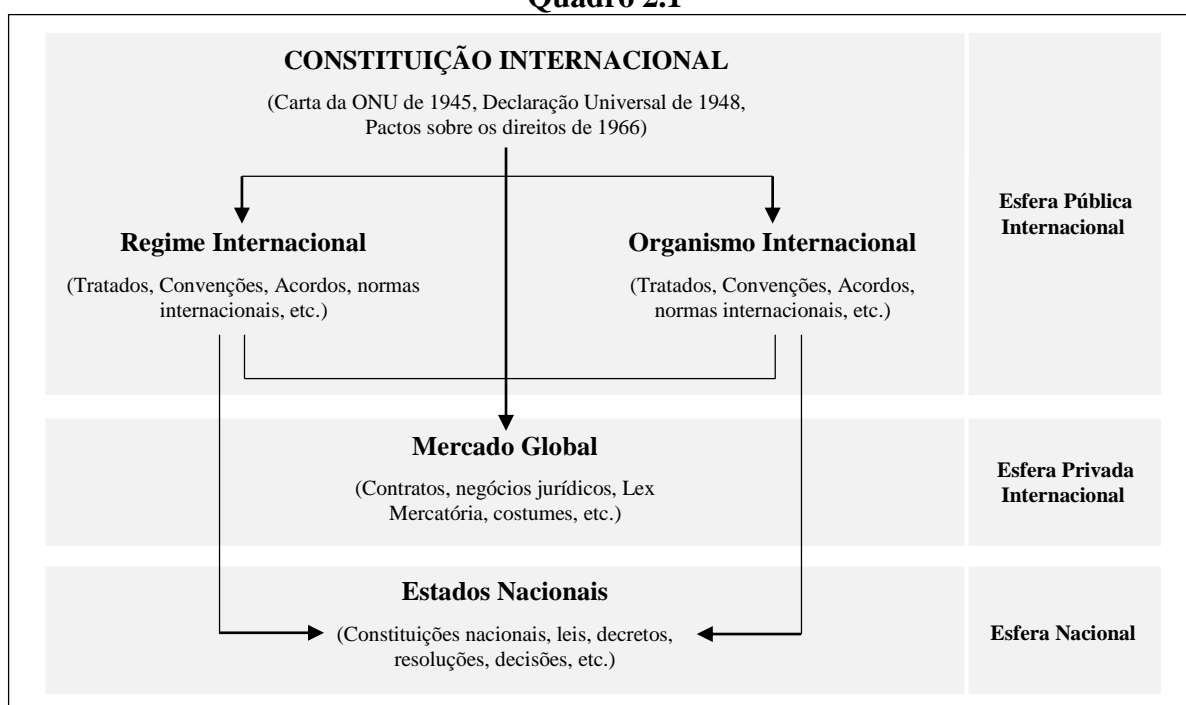 Quadro 2.1
CONSTITUIÇÃO INTERNACIONAL
(Carta da ONU de 1945, Declaração Universal de 1948,
Pactos sobre os direitos de 1966)
Esfera Pública
Internacional
Regime Internacional
(Tratados, Convenções, Acordos, normas
internacionais, etc.)
Organismo Internacional
(Tratados, Convenções, Acordos,
normas internacionais, etc.)
Mercado Global
(Contratos, negócios jurídicos, Lex
Mercatória, costumes, etc.)
Esfera Privada
Internacional
Estados Nacionais
(Constituições nacionais, leis, decretos,
resoluções, decisões, etc.)
Esfera Nacional